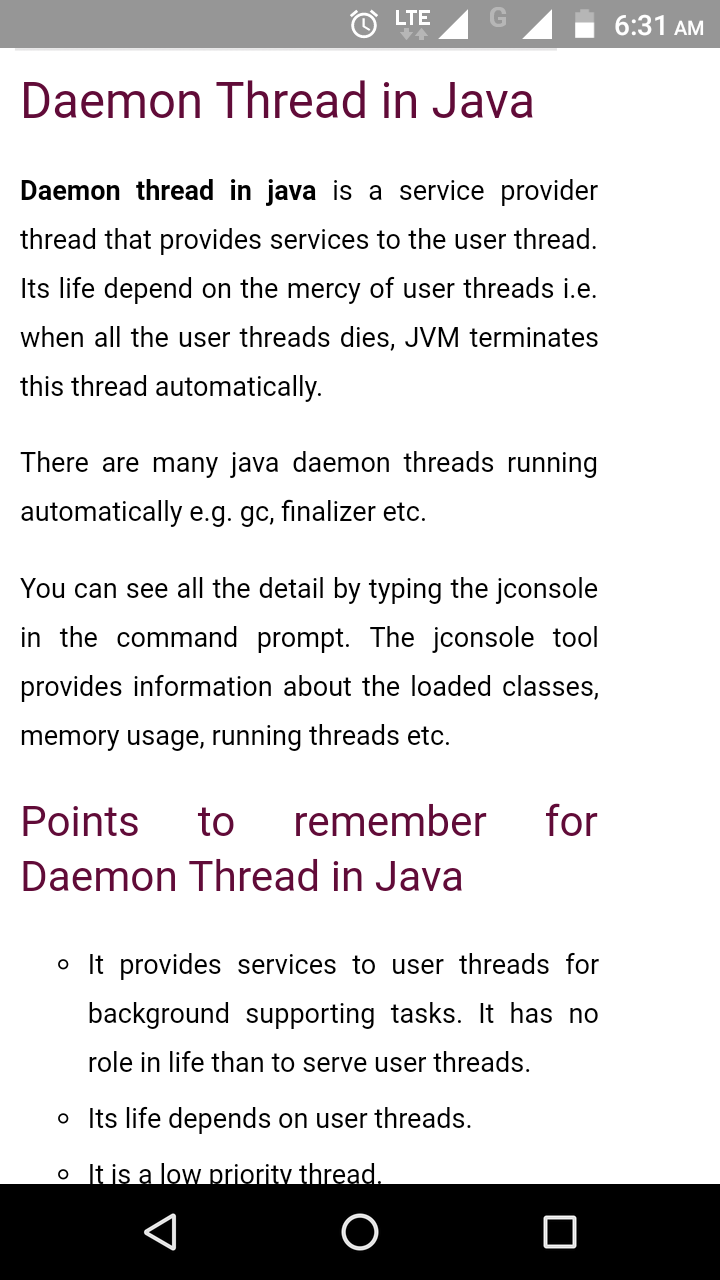 LTE G 6:31 AM
Daemon Thread in Java
Daemon thread in java is a service provider
thread that provides services to the user thread.
Its life depend on the mercy of user threads i.e.
when all the user threads dies, JVM terminates
this thread automatically.
There are many java daemon threads running
automatically e.g. gc, finalizer etc.
You can see all the detail by typing the jconsole
in the command prompt. The jconsole tool
provides information about the loaded classes,
memory usage, running threads etc.
Points to remember for
Daemon Thread in Java
It provides services to user threads for
background supporting tasks. It has no
role in life than to serve user threads.
Its life depends on user threads.
It is a low priority thread.